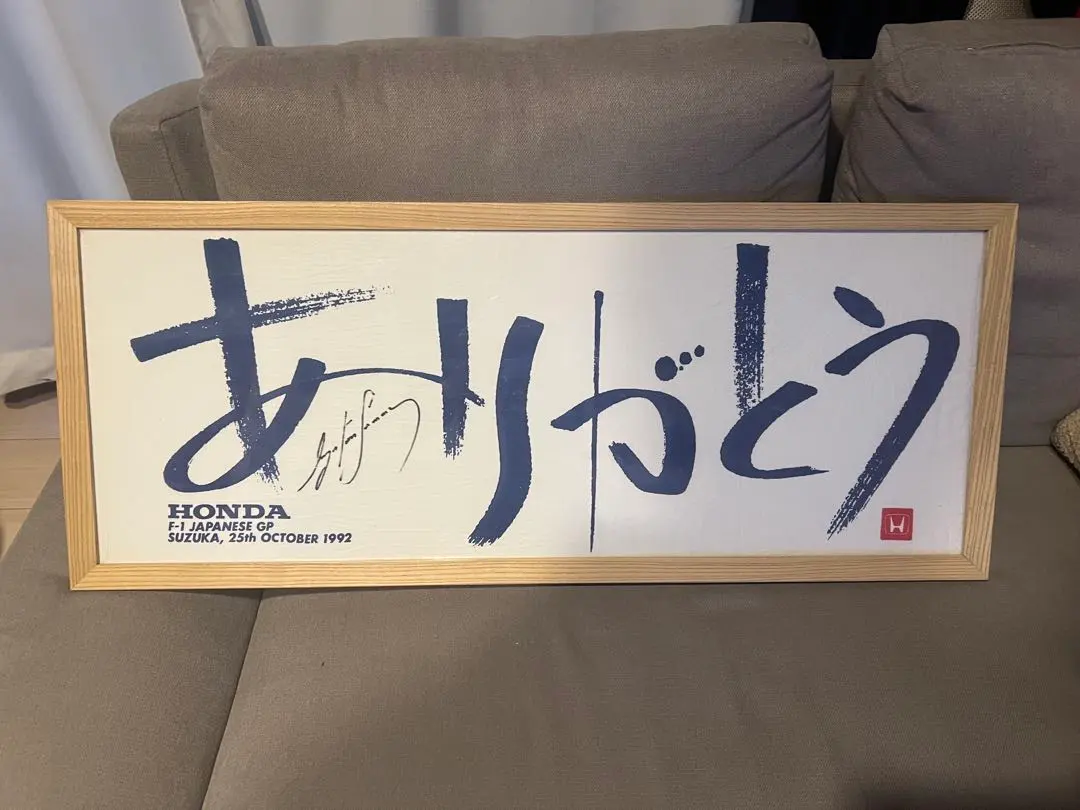 ありがとう
HONDA
F-1 JAPANESE GP
SUZUKA, 25th OCTOBER 1992